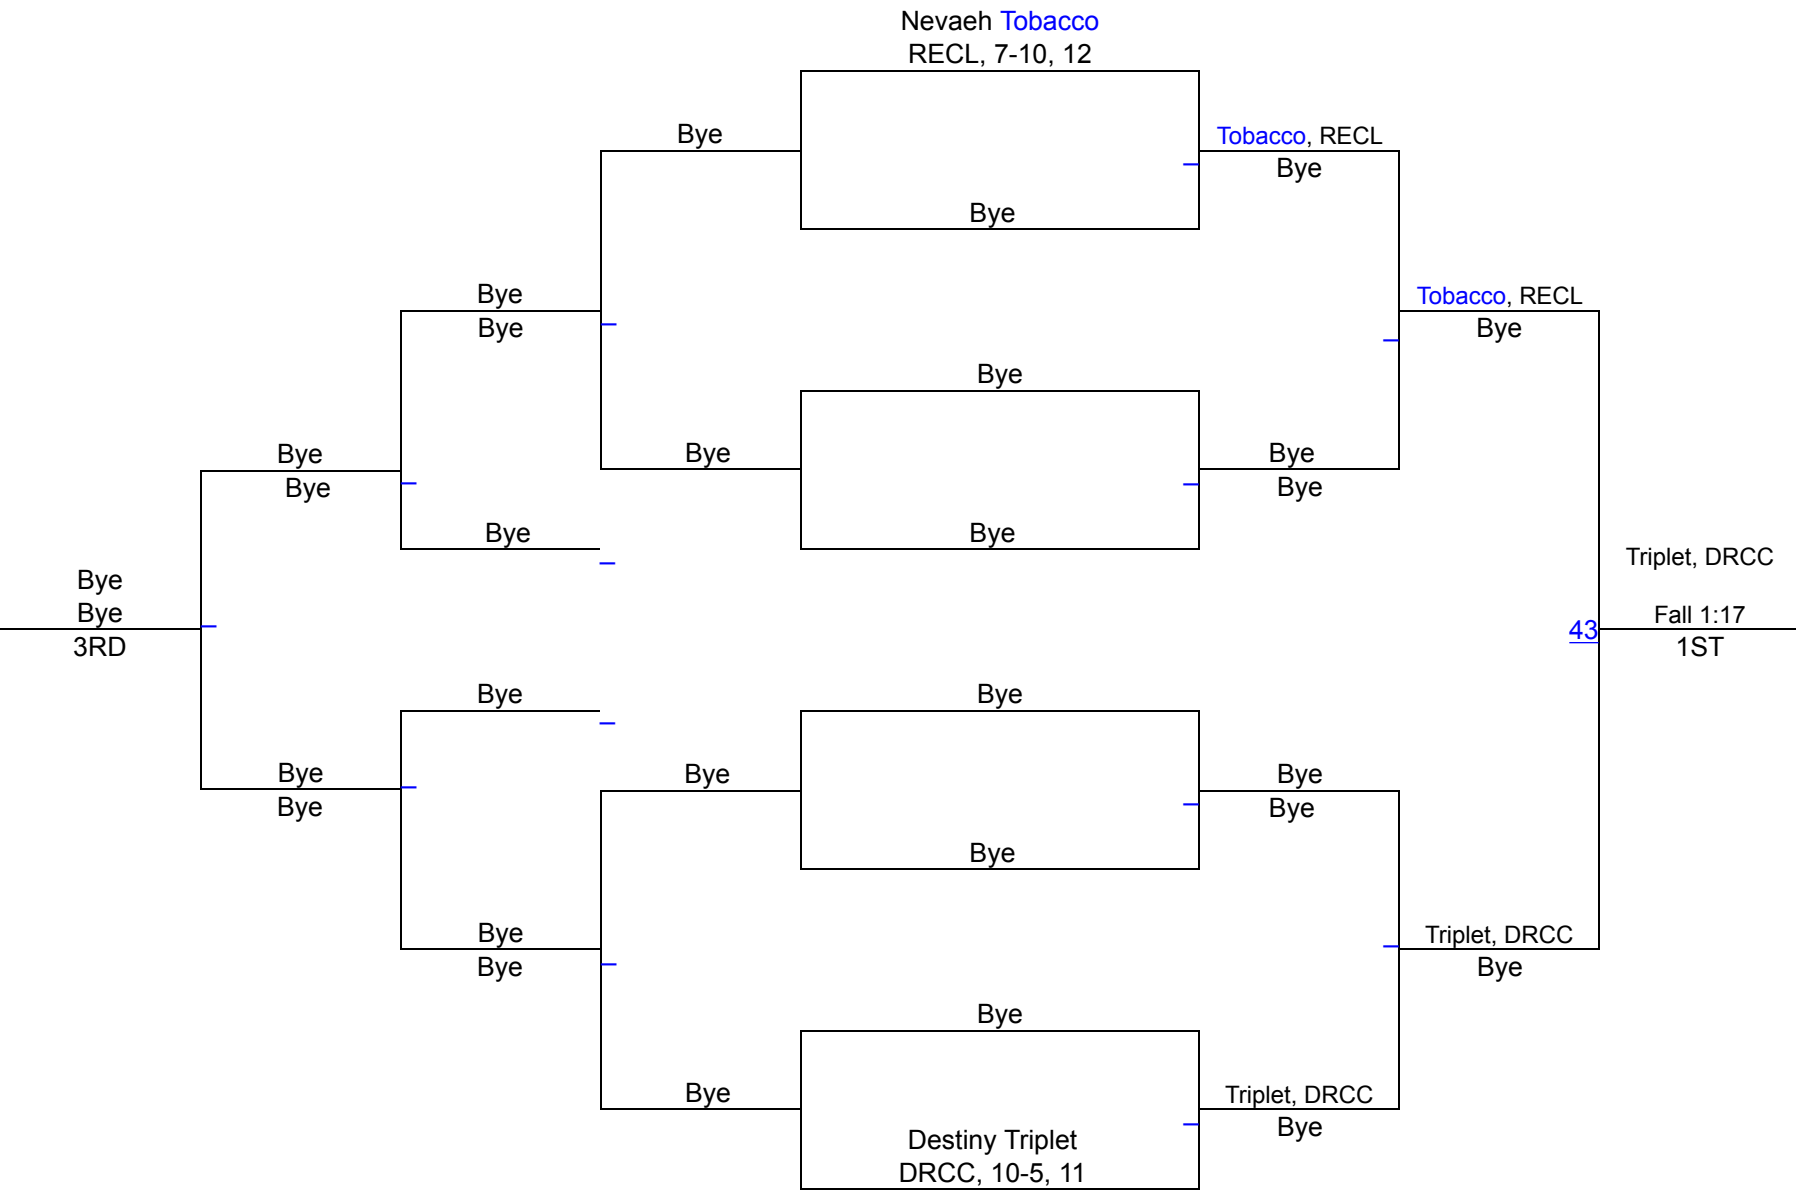 Nevaeh Tobacco
RECL, 7-10, 12
Bye
Tobacco, RECL
Bye
Bye
Bye
Bye
Tobacco, RECL
Bye
Bye
Bye
Bye
Bye
Bye
Bye
Bye
Bye
Bye
Triplet, DRCC
Bye
Bye
3RD
43
Fall 1:17
1ST
Bye
Bye
Bye
Bye
Bye
Bye
Bye
Bye
Bye
Bye
Triplet, DRCC
Bye
Bye
Bye
Triplet, DRCC
Bye
Destiny Triplet
DRCC, 10-5, 11